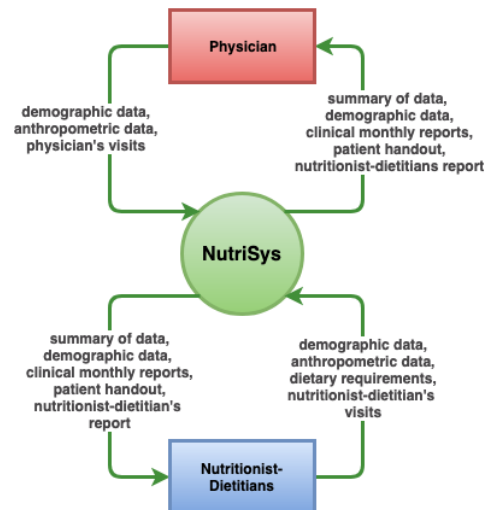 Physician
demographic data,
anthropometric data,
physician's visits
summary of data,
demographic data,
clinical monthly reports,
patient handout,
nutritionist-dietitians report
NutriSys
summary of data,
demographic data,
clinical monthly reports,
patient handout,
nutritionist-dietitian's
report
demographic data,
anthropometric data,
dietary requirements,
nutritionist-dietitian's
visits
Nutritionist-
Dietitians